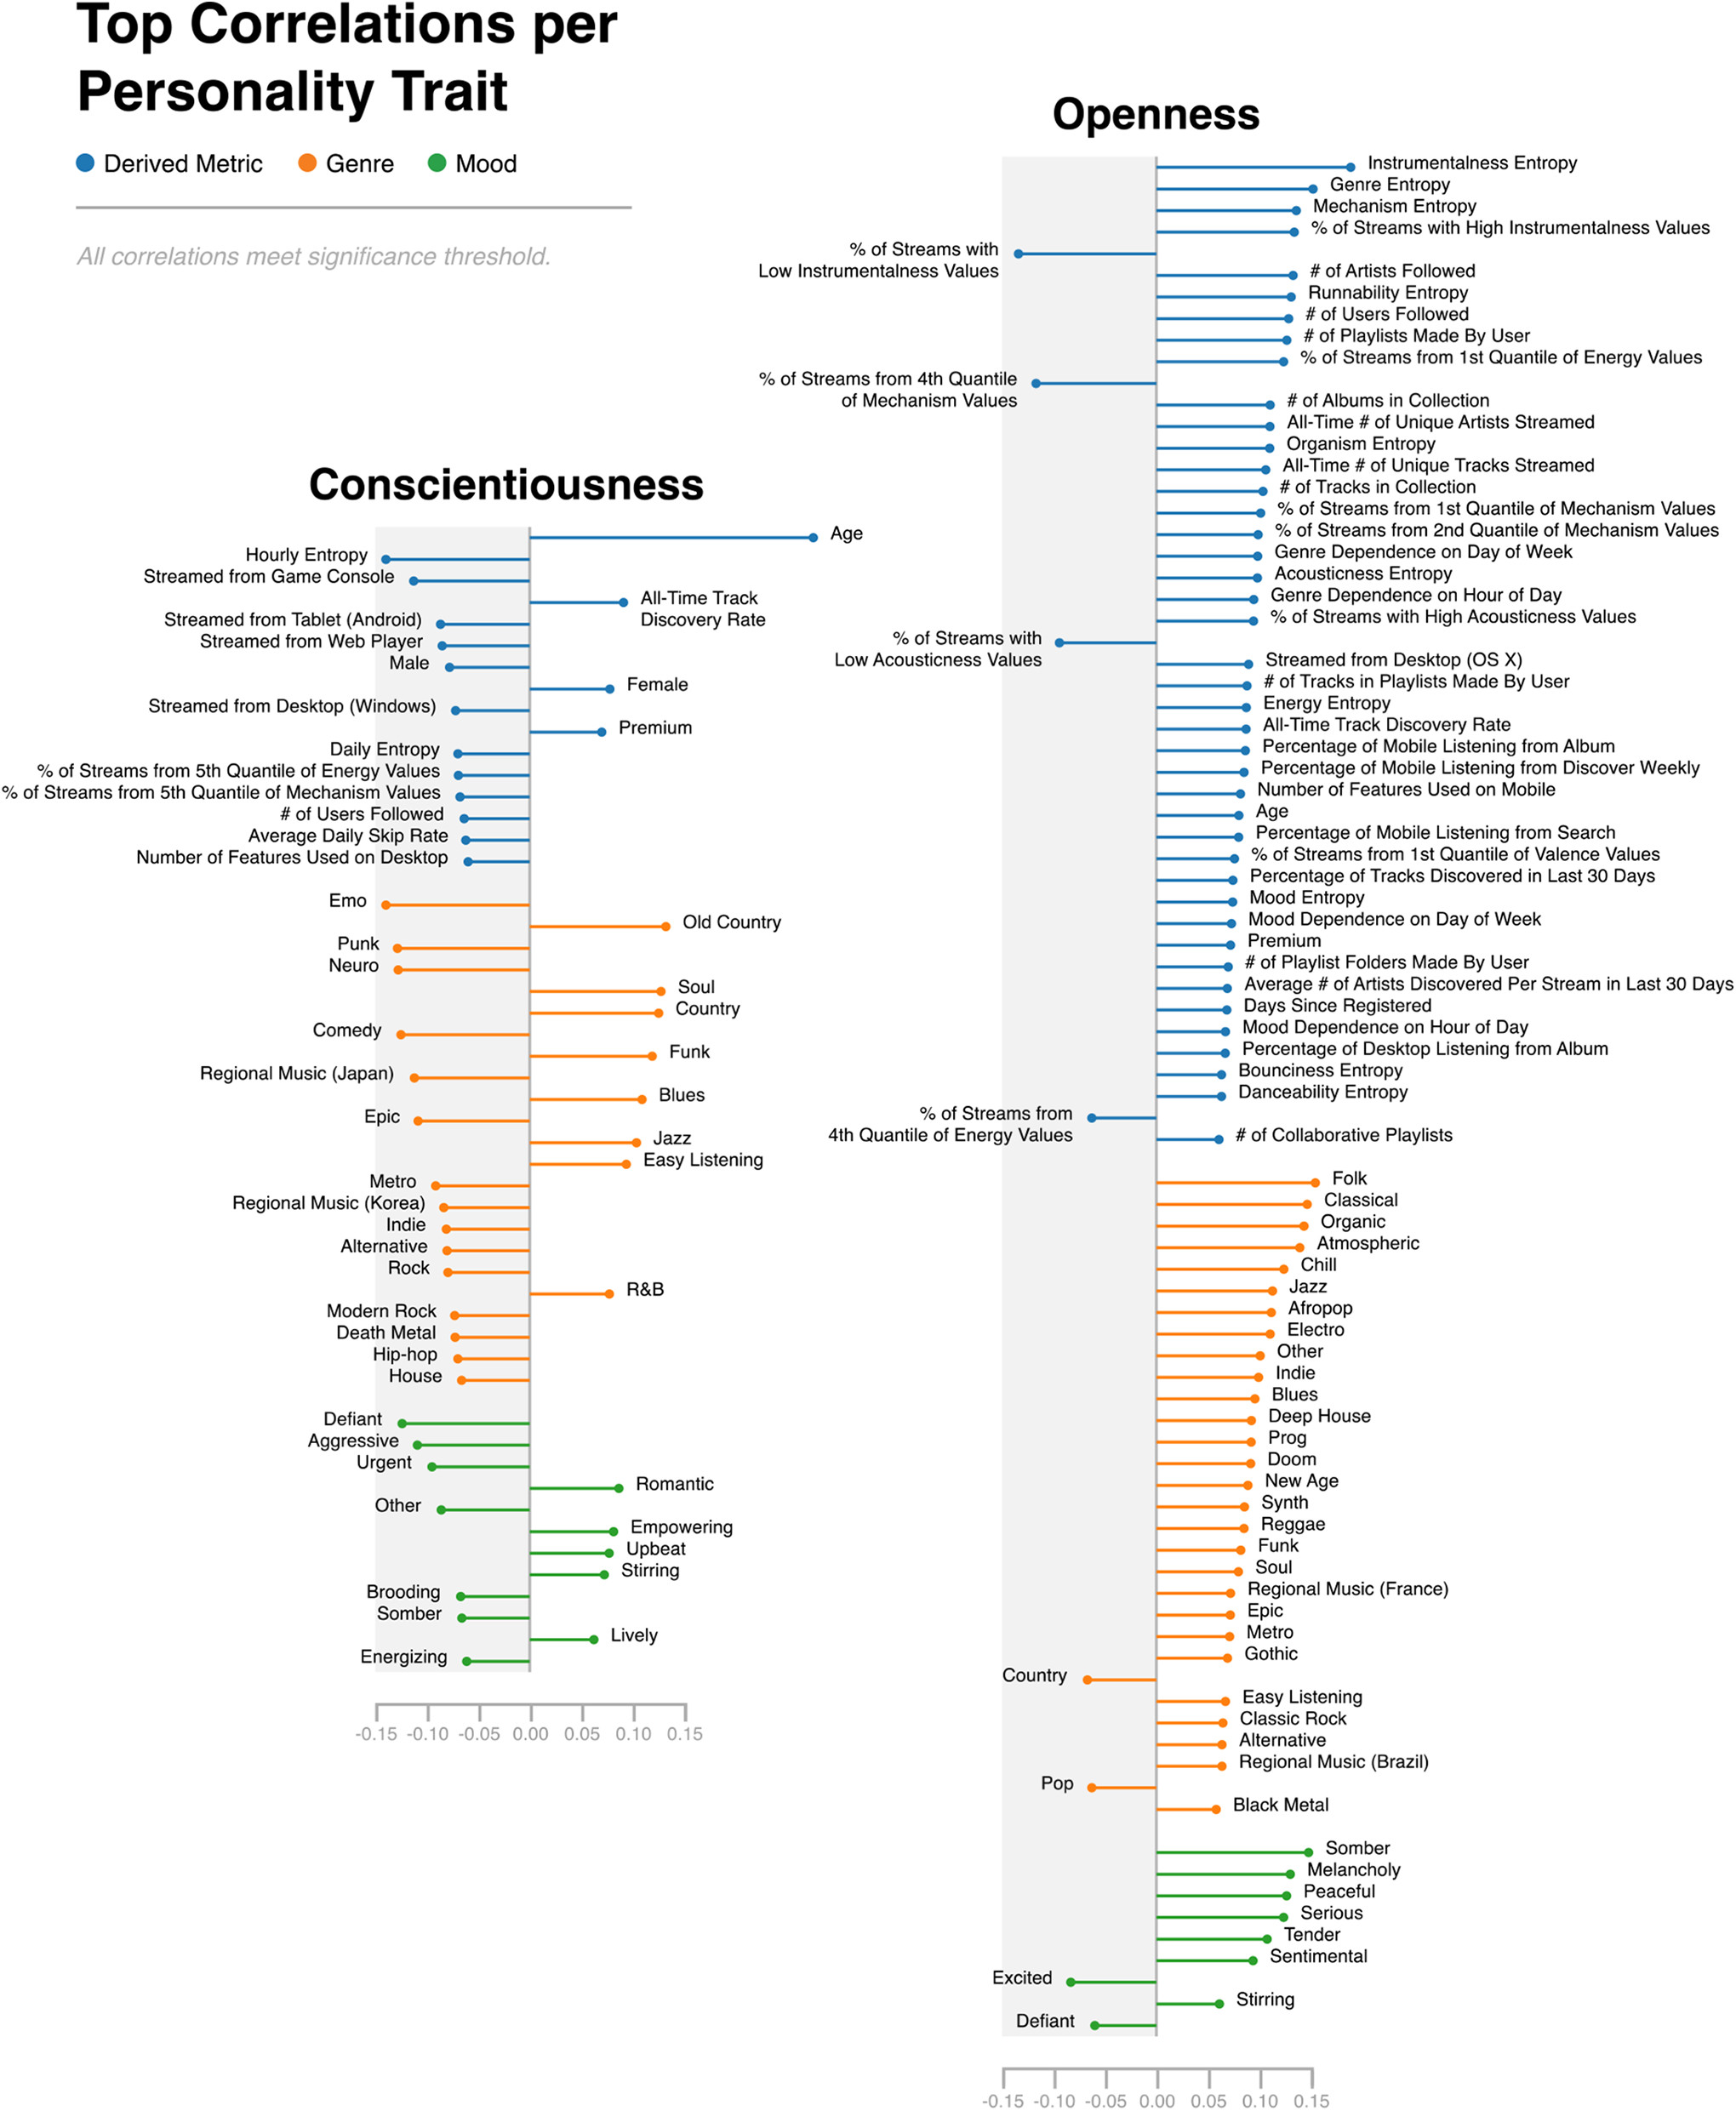 Top Correlations per
Personality Trait
Derived Metric
Genre
Mood
All correlations meet significance threshold.
Conscientiousness
Age
Hourly Entropy
Streamed from Game Console
All-Time Track
Discovery Rate
Streamed from Tablet (Android)
Streamed from Web Player
Male
Female
Streamed from Desktop (Windows)
Premium
Daily Entropy
% of Streams from 5th Quantile of Energy Values
% of Streams from 5th Quantile of Mechanism Values
# of Users Followed
Average Daily Skip Rate
Number of Features Used on Desktop
Emo
Old Country
Punk
Neuro
Soul
Country
Comedy
Funk
Regional Music (Japan)
Blues
Epic
Jazz
Easy Listening
Metro
Regional Music (Korea)
Indie
Alternative
Rock
R&B
Modern Rock
Death Metal
Hip-hop
House
Defiant
Aggressive
Urgent
Romantic
Other
Empowering
Upbeat
Stirring
Brooding
Somber
Lively
Energizing
-0.15 -0.10 -0.05 0.00 0.05 0.10 0.15
Openness
Instrumentalness Entropy
Genre Entropy
Mechanism Entropy
% of Streams with High Instrumentalness Values
% of Streams with
Low Instrumentalness Values
# of Artists Followed
Runnability Entropy
# of Users Followed
# of Playlists Made By User
% of Streams from 1st Quantile of Energy Values
% of Streams from 4th Quantile
of Mechanism Values
# of Albums in Collection
All-Time # of Unique Artists Streamed
Organism Entropy
All-Time # of Unique Tracks Streamed
# of Tracks in Collection
% of Streams from 1st Quantile of Mechanism Values
% of Streams from 2nd Quantile of Mechanism Values
Genre Dependence on Day of Week
Acousticness Entropy
Genre Dependence on Hour of Day
% of Streams with High Acousticness Values
% of Streams with
Low Acousticness Values
Streamed from Desktop (OS X)
# of Tracks in Playlists Made By User
Energy Entropy
All-Time Track Discovery Rate
Percentage of Mobile Listening from Album
Percentage of Mobile Listening from Discover Weekly
Number of Features Used on Mobile
Age
Percentage of Mobile Listening from Search
% of Streams from 1st Quantile of Valence Values
Percentage of Tracks Discovered in Last 30 Days
Mood Entropy
Mood Dependence on Day of Week
Premium
# of Playlist Folders Made By User
Average # of Artists Discovered Per Stream in Last 30 Days
Days Since Registered
Mood Dependence on Hour of Day
Percentage of Desktop Listening from Album
Bounciness Entropy
Danceability Entropy
% of Streams from
4th Quantile of Energy Values
# of Collaborative Playlists
Folk
Classical
Organic
Atmospheric
Chill
Jazz
Afropop
Electro
Other
Indie
Blues
Deep House
Prog
Doom
New Age
Synth
Reggae
Funk
Soul
Regional Music (France)
Epic
Metro
Gothic
Country
Easy Listening
Classic Rock
Alternative
Regional Music (Brazil)
Pop
Black Metal
Somber
Melancholy
Peaceful
Serious
Tender
Sentimental
Excited
Stirring
Defiant
-0.15 -0.10 -0.05 0.00 0.05 0.10 0.15